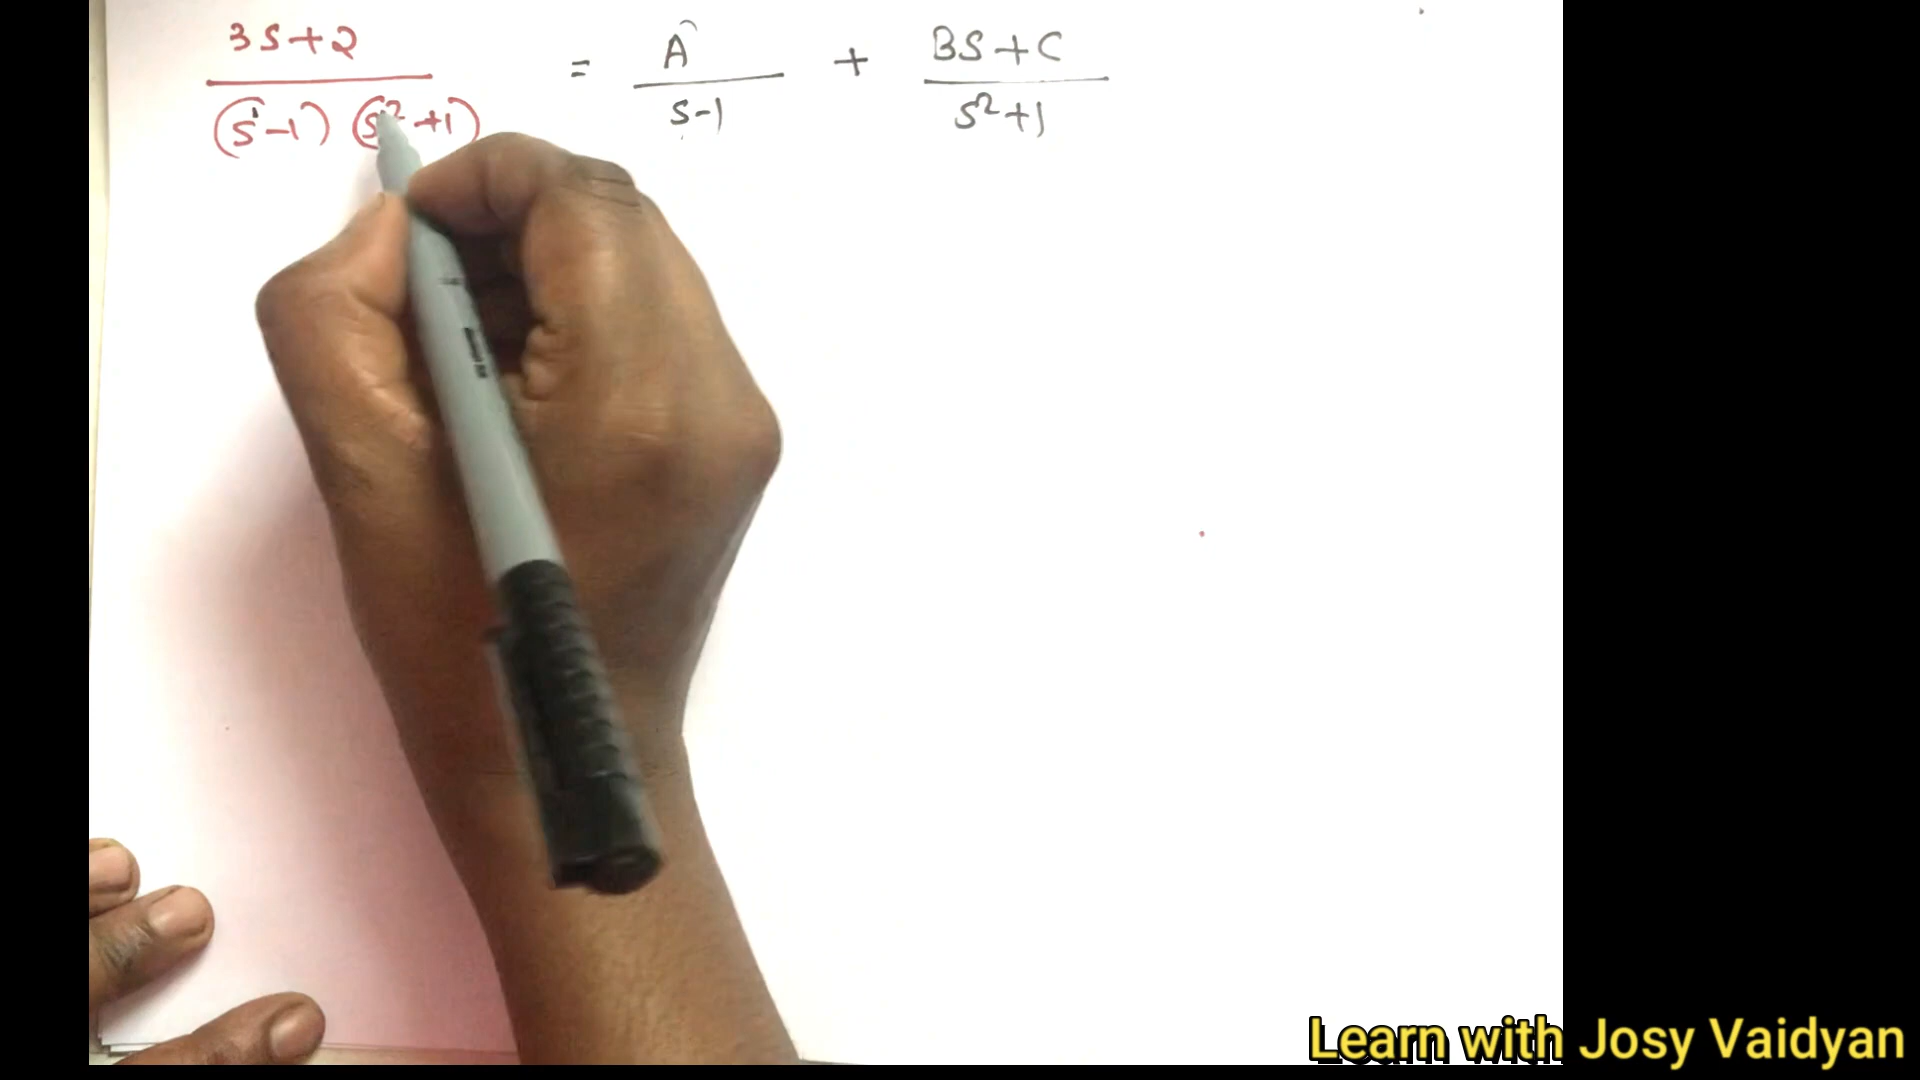 3s+2 = A + Bs+C
(s-1) (s²+1) s-1 s²+1
Learn with Josy Vaidyan